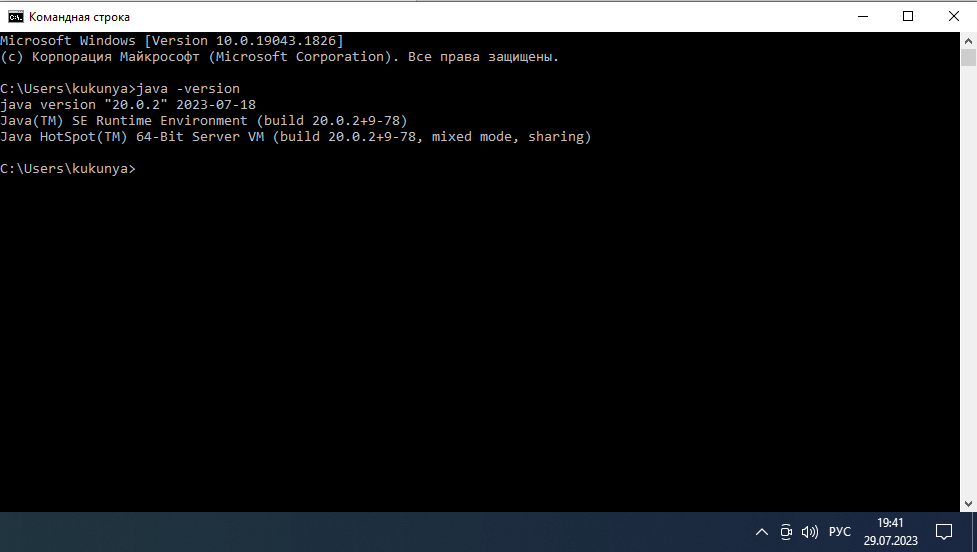 Командная строка
Microsoft Windows [Version 10.0.19043.1826]
(c) Корпорация Майкрософт (Microsoft Corporation). Все права защищены.
C:\Users\kukunya>java -version
java version "20.0.2" 2023-07-18
Java(TM) SE Runtime Environment (build 20.0.2+9-78)
Java HotSpot(TM) 64-Bit Server VM (build 20.0.2+9-78, mixed mode, sharing)
C:\Users\kukunya>
РУС
19:41
29.07.2023